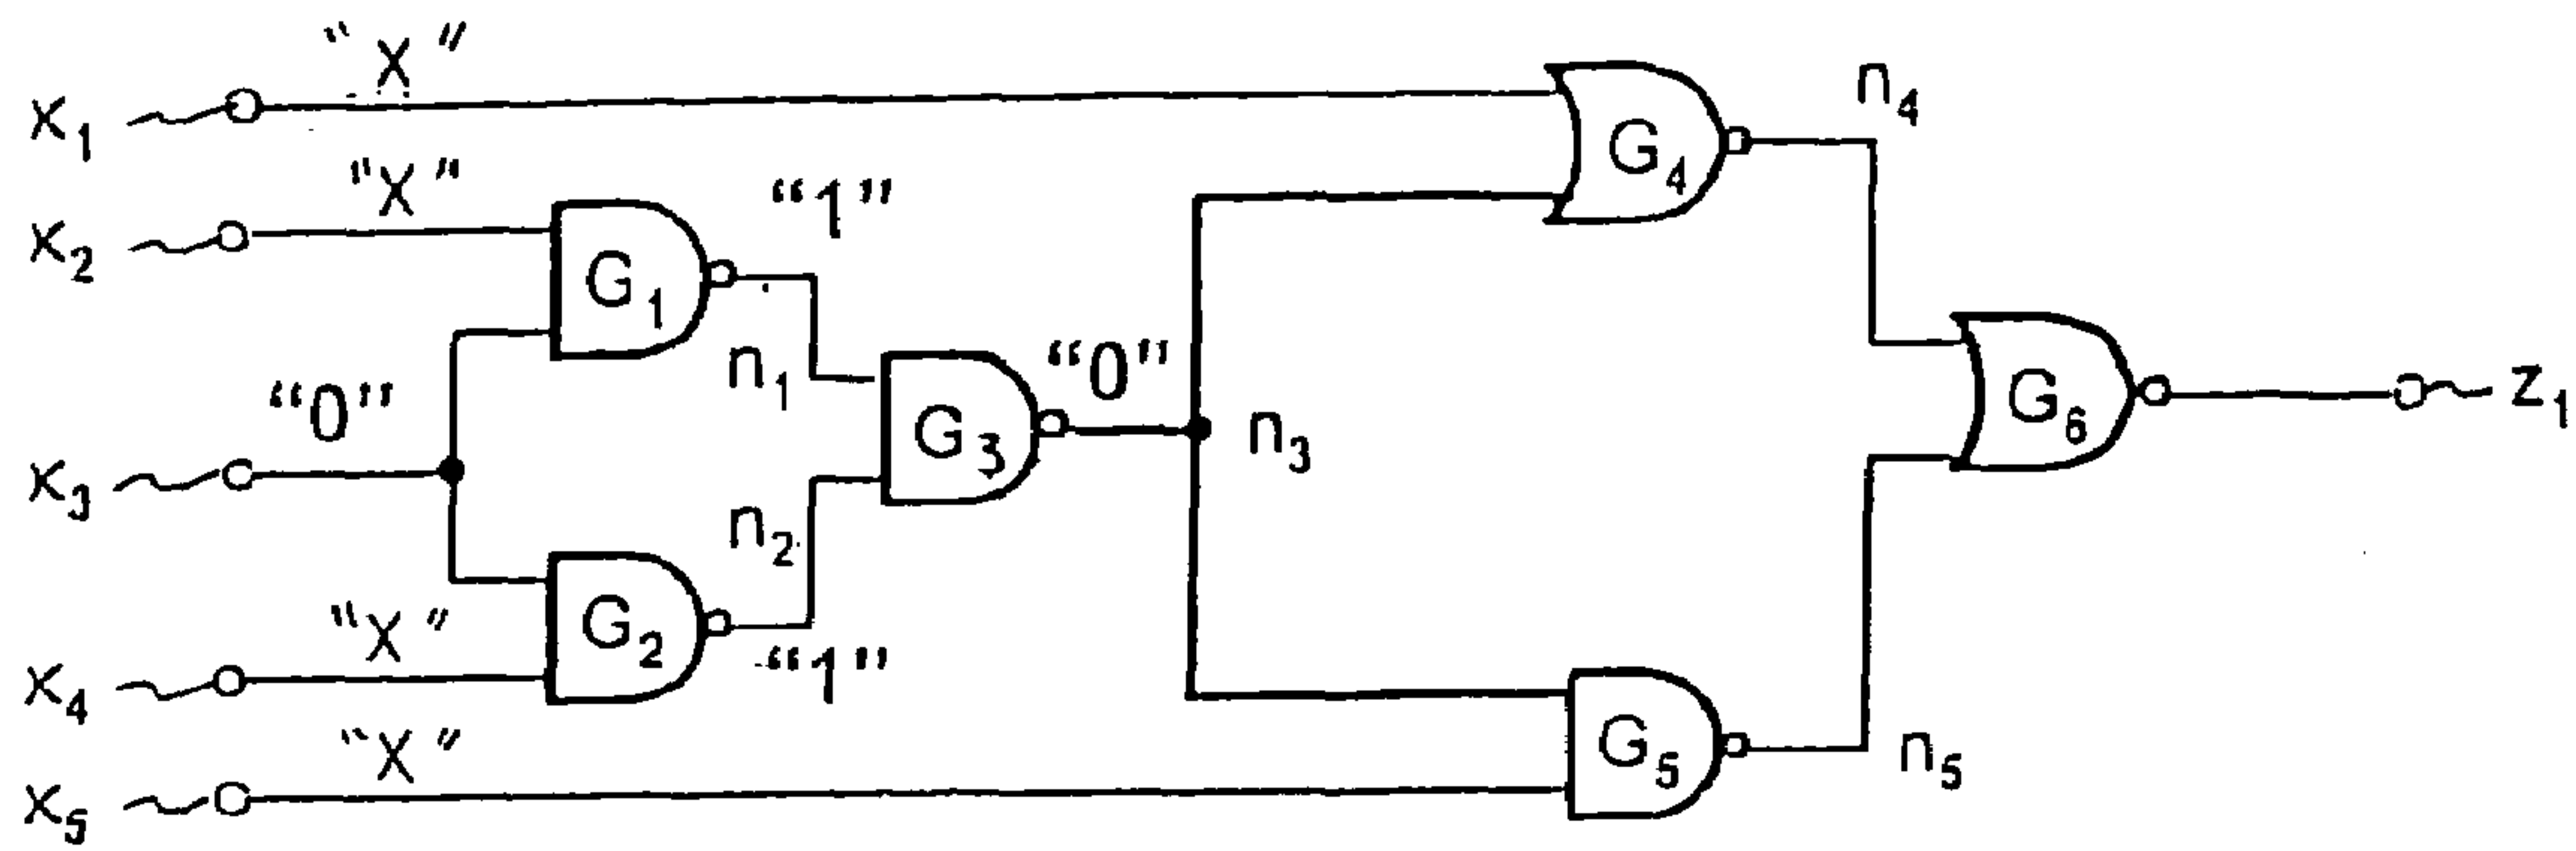 x₁ “X” G₄ n₄
x₂ “X” G₁ “1”
n₁ “0” G₃ n₃ G₆ z₁
x₃ “0”
n₂
x₄ “X” G₂ “1”
x₅ “X” G₅ n₅